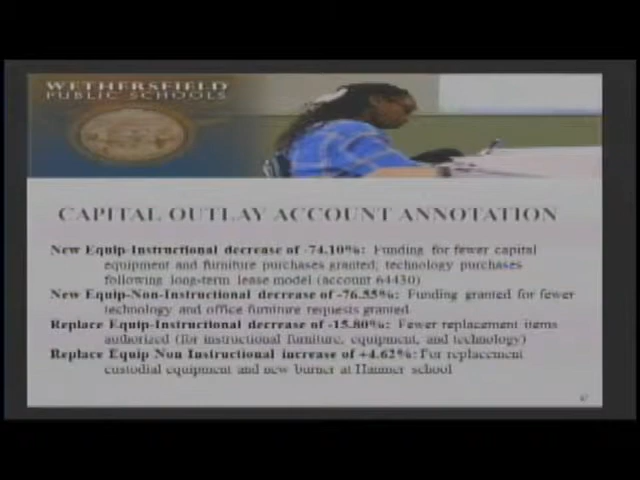 WETHERSFIELD
PUBLIC SCHOOLS
CAPITAL OUTLAY ACCOUNT ANNOTATION
New Equip-Instructional decrease of -74.10%: Funding for fewer capital
equipment and furniture purchases granted; technology purchases
following long-term lease model (account 64430)
New Equip-Non-Instructional decrease of -76.55%: Funding granted for fewer
technology and office furniture requests granted
Replace Equip-Instructional decrease of -15.80%: Fewer replacement items
authorized (for instructional furniture, equipment, and technology)
Replace Equip Non Instructional increase of +4.62%: For replacement
custodial equipment and new burner at Hanmer school